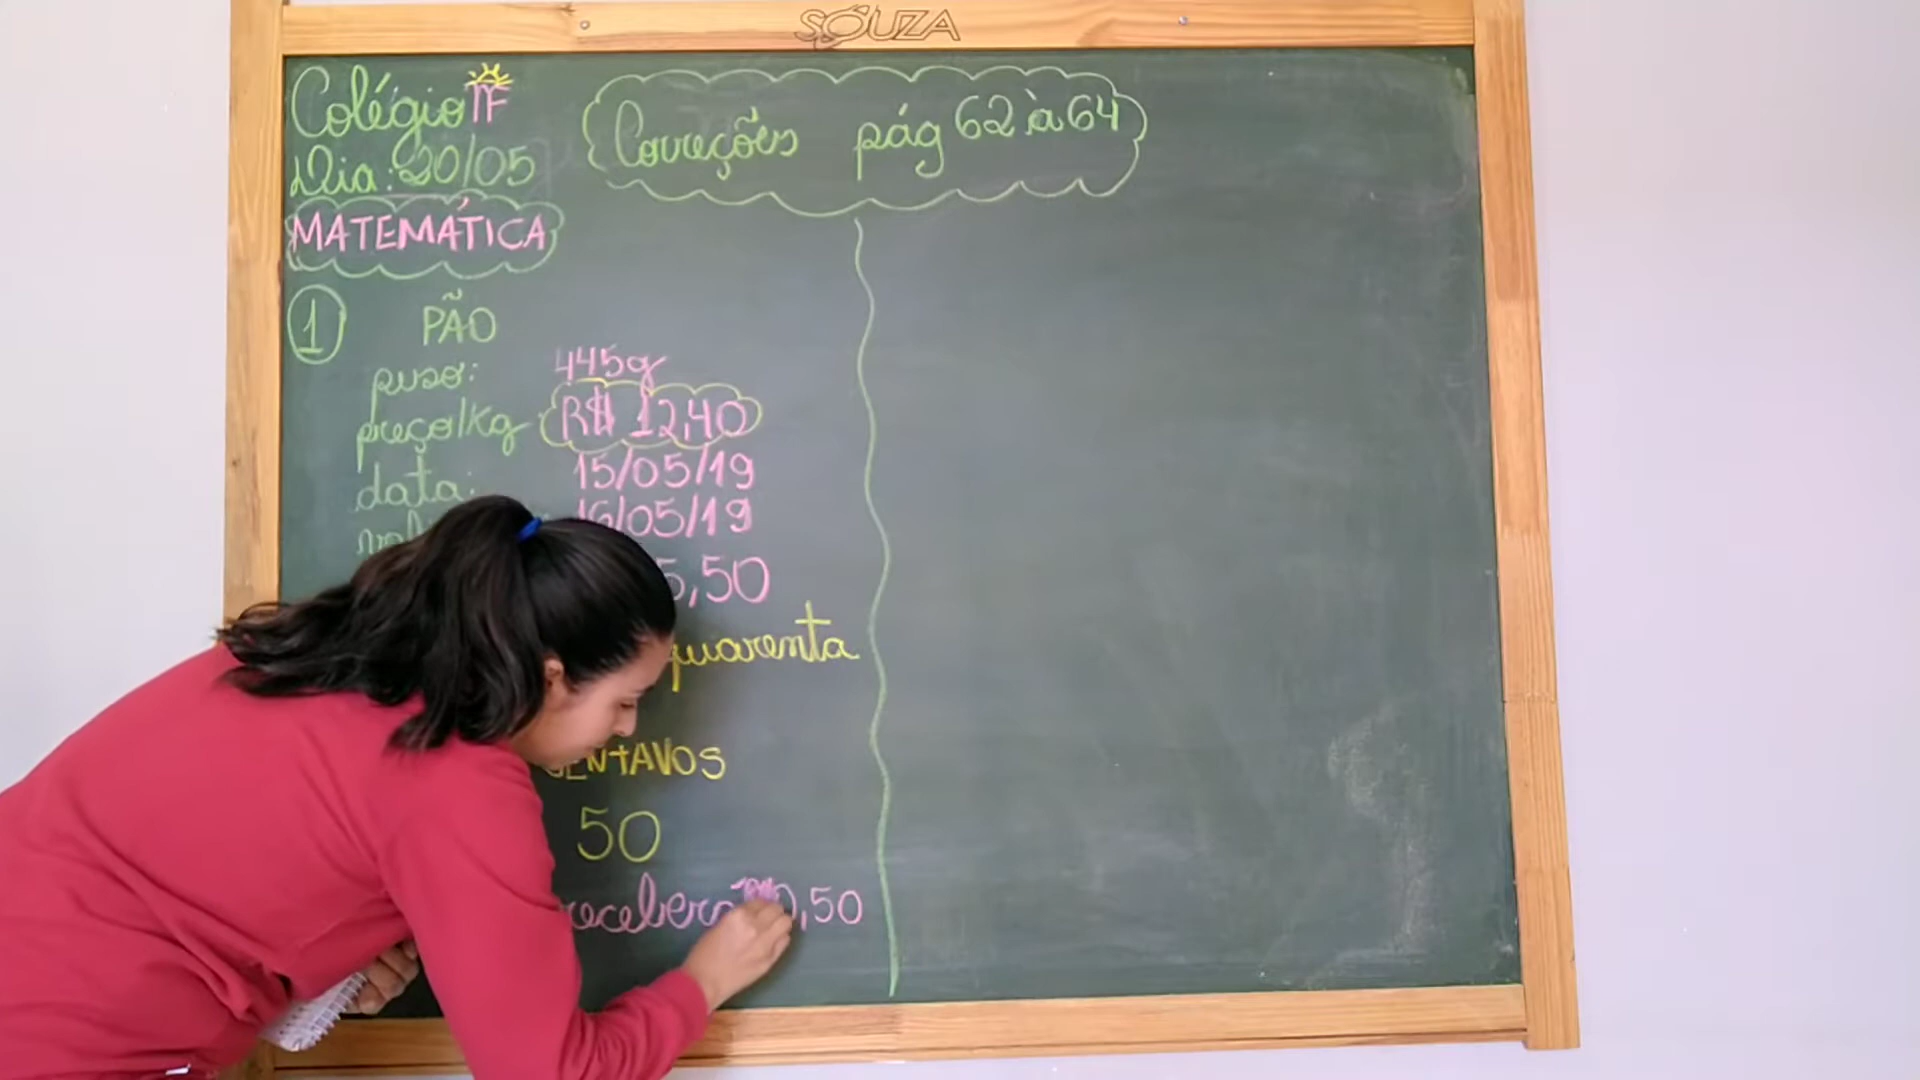 SOUZA
Colégio TF
Dia: 20/05
Correções pág 62 à 64
MATEMÁTICA
1 PÃO
peso: 445g
preço/Kg R$ 12,40
data: 15/05/19
16/05/19
5,50
quarenta
CENTAVOS
50
0,50